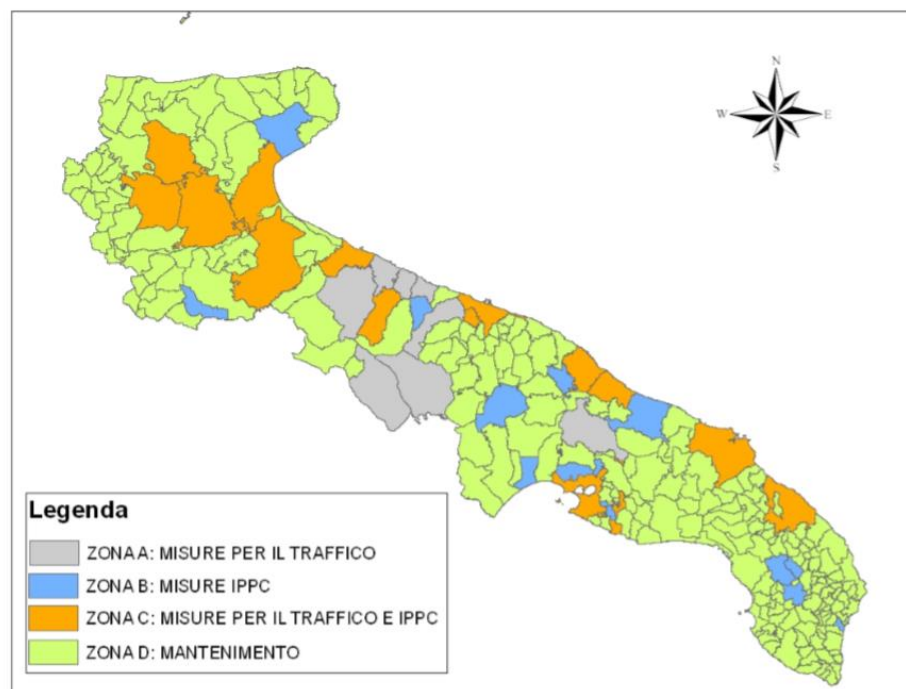 N
W E
S
Legenda
ZONA A: MISURE PER IL TRAFFICO
ZONA B: MISURE IPPC
ZONA C: MISURE PER IL TRAFFICO E IPPC
ZONA D: MANTENIMENTO